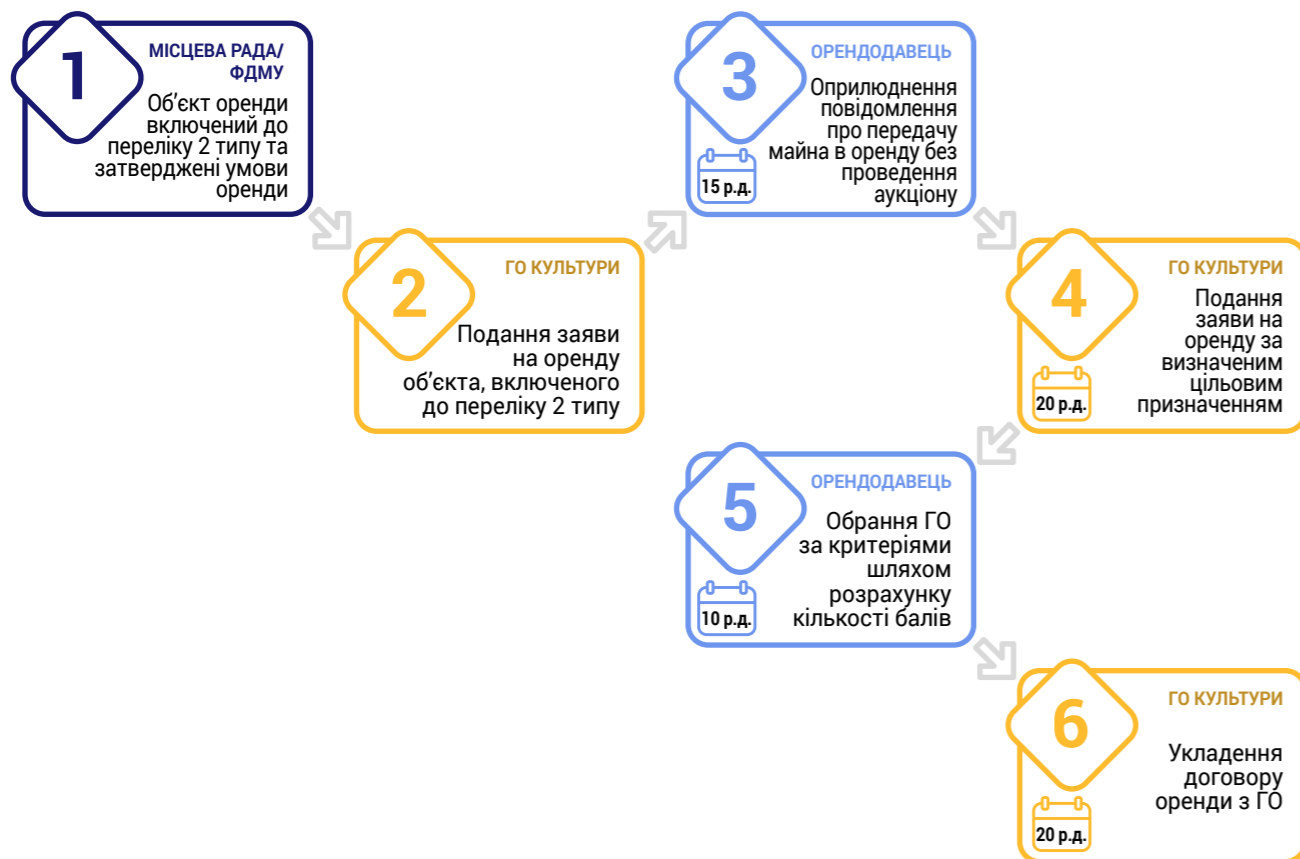 1
МІСЦЕВА РАДА/
ФДМУ
Об’єкт оренди
включений до
переліку 2 типу та
затверджені умови
оренди
2
ГО КУЛЬТУРИ
Подання заяви
на оренду
об’єкта, включеного
до переліку 2 типу
3
ОРЕНДОДАВЕЦЬ
Оприлюднення
повідомлення
про передачу
майна в оренду без
проведення
аукціону
15 р.д.
4
ГО КУЛЬТУРИ
Подання
заяви на
оренду за
визначеним
цільовим
призначенням
20 р.д.
5
ОРЕНДОДАВЕЦЬ
Обрання ГО
за критеріями
шляхом
розрахунку
кількості балів
10 р.д.
6
ГО КУЛЬТУРИ
Укладення
договору
оренди з ГО
20 р.д.